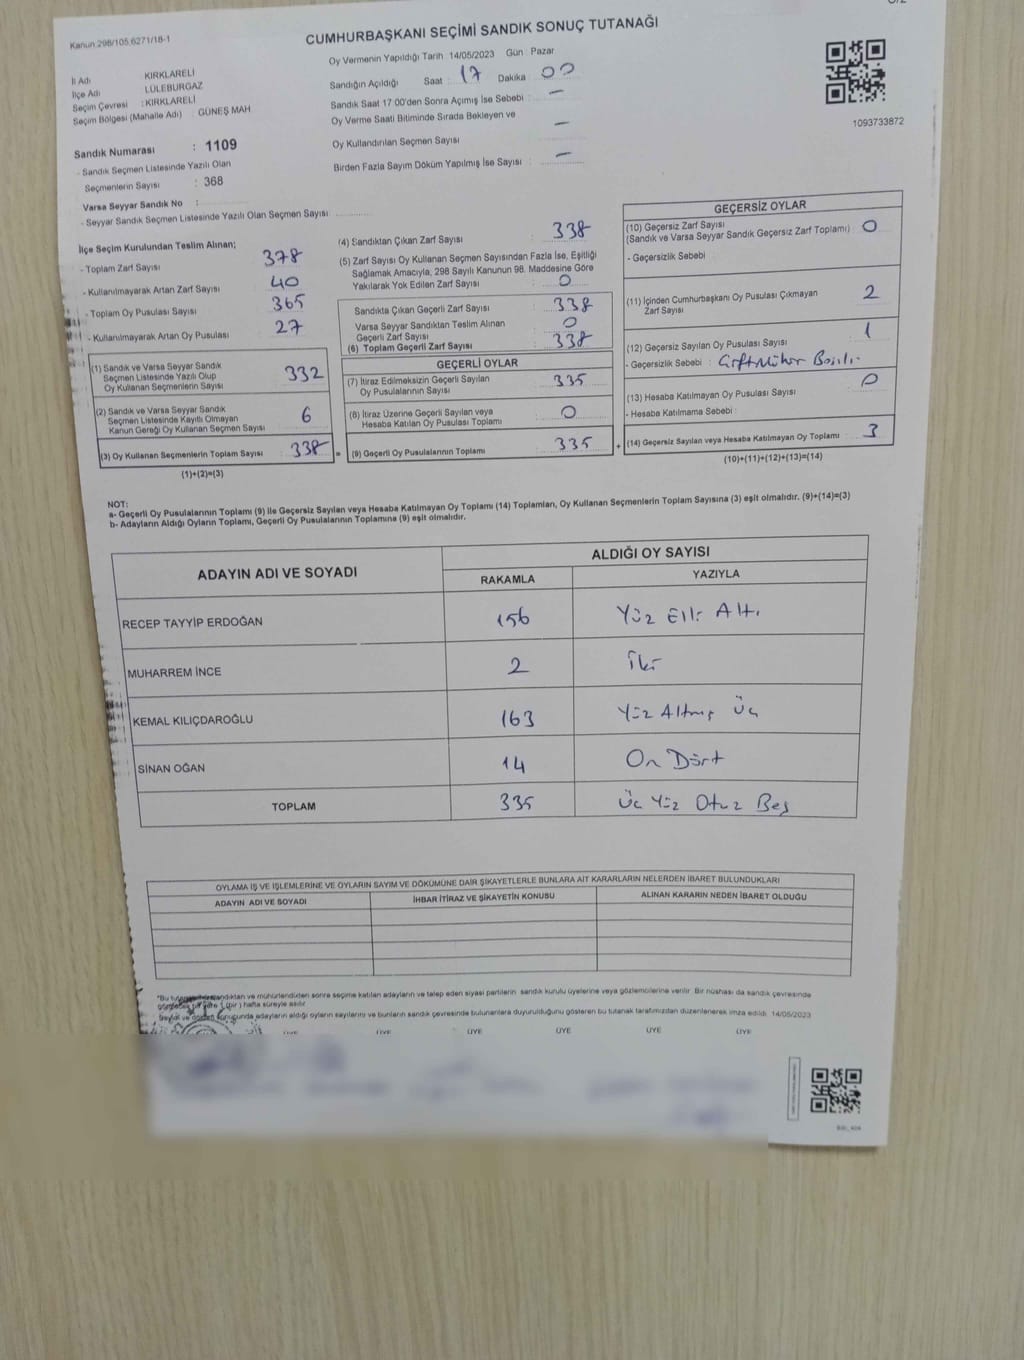 Kanun 298/105,6271/18-1
CUMHURBAŞKANI SEÇİMİ SANDIK SONUÇ TUTANAĞI
Oy Vermenin Yapıldığı Tarih 14/05/2023 Gün Pazar
İl Adı KIRKLARELİ
İlçe Adı LÜLEBURGAZ
Seçim Çevresi : KIRKLARELİ
Seçim Bölgesi (Mahalle Adı) : GÜNEŞ MAH
Sandığın Açıldığı Saat : 17 Dakika 00
Sandık Saat 17 00'den Sonra Açımış İse Sebebi : —
Oy Verme Saati Bitiminde Sırada Bekleyen ve
Oy Kullandırılan Seçmen Sayısı —
Birden Fazla Sayım Döküm Yapılmış İse Sayısı : —
1093733872
Sandık Numarası : 1109
- Sandık Seçmen Listesinde Yazılı Olan
Seçmenlerin Sayısı : 368
Varsa Seyyar Sandık No :
- Seyyar Sandık Seçmen Listesinde Yazılı Olan Seçmen Sayısı
İlçe Seçim Kurulundan Teslim Alınan;
- Toplam Zarf Sayısı 378
- Kullanılmayarak Artan Zarf Sayısı 40
- Toplam Oy Pusulası Sayısı 365
- Kullanılmayarak Artan Oy Pusulası 27
(1) Sandık ve Varsa Seyyar Sandık
Seçmen Listesinde Yazılı Olup
Oy Kullanan Seçmenlerin Sayısı 332
(2) Sandık ve Varsa Seyyar Sandık
Seçmen Listesinde Kayıtlı Olmayan
Kanun Gereği Oy Kullanan Seçmen Sayısı 6
(3) Oy Kullanan Seçmenlerin Toplam Sayısı 338
(1)+(2)=(3)
(4) Sandıktan Çıkan Zarf Sayısı : 338
(5) Zarf Sayısı Oy Kullanan Seçmen Sayısından Fazla İse, Eşitliği
Sağlamak Amacıyla, 298 Sayılı Kanunun 98. Maddesine Göre
Yakılarak Yok Edilen Zarf Sayısı : 0
Sandıkta Çıkan Geçerli Zarf Sayısı : 338
Varsa Seyyar Sandıktan Teslim Alınan
Geçerli Zarf Sayısı : 0
(6) Toplam Geçerli Zarf Sayısı : 338
GEÇERLİ OYLAR
(7) İtiraz Edilmeksizin Geçerli Sayılan
Oy Pusulalarının Sayısı 335
(8) İtiraz Üzerine Geçerli Sayılan veya
Hesaba Katılan Oy Pusulası Toplamı 0
= (9) Geçerli Oy Pusulalarının Toplamı 335 +
GEÇERSİZ OYLAR
(10) Geçersiz Zarf Sayısı
(Sandık ve Varsa Seyyar Sandık Geçersiz Zarf Toplamı) : 0
- Geçersizlik Sebebi
(11) İçinden Cumhurbaşkanı Oy Pusulası Çıkmayan
Zarf Sayısı 2
(12) Geçersiz Sayılan Oy Pusulası Sayısı 1
- Geçersizlik Sebebi : Çift Mühür Basılı.
(13) Hesaba Katılmayan Oy Pusulası Sayısı 0
- Hesaba Katılmama Sebebi
(14) Geçersiz Sayılan veya Hesaba Katılmayan Oy Toplamı : 3
(10)+(11)+(12)+(13)=(14)
NOT:
a- Geçerli Oy Pusulalarının Toplamı (9) ile Geçersiz Sayılan veya Hesaba Katılmayan Oy Toplamı (14) Toplamları, Oy Kullanan Seçmenlerin Toplam Sayısına (3) eşit olmalıdır. (9)+(14)=(3)
b- Adayların Aldığı Oyların Toplamı, Geçerli Oy Pusulalarının Toplamına (9) eşit olmalıdır.
ADAYIN ADI VE SOYADI
ALDIĞI OY SAYISI
RAKAMLA YAZIYLA
RECEP TAYYİP ERDOĞAN 156 Yüz Elli Altı
MUHARREM İNCE 2 İki
KEMAL KILIÇDAROĞLU 163 Yüz Altmış Üç
SİNAN OĞAN 14 On Dört
TOPLAM 335 Üç Yüz Otuz Beş
OYLAMA İŞ VE İŞLEMLERİNE VE OYLARIN SAYIM VE DÖKÜMÜNE DAİR ŞİKAYETLERLE BUNLARA AİT KARARLARIN NELERDEN İBARET BULUNDUKLARI
ADAYIN ADI VE SOYADI İHBAR İTİRAZ VE ŞİKAYETİN KONUSU ALINAN KARARIN NEDEN İBARET OLDUĞU
ve mühürlendikten sonra seçime katılan adayların ve talep eden siyasi partilerin sandık kurulu üyelerine veya gözlemcilerine verilir. Bir nüshası da sandık çevresinde
(bir) hafta süreyle asılır.
sonucunda adayların aldığı oyların sayılarını ve bunların sandık çevresinde bulunanlara duyurulduğunu gösteren bu tutanak tarafımızdan düzenlenerek imza edildi. 14/05/2023
ÜYE ÜYE ÜYE ÜYE ÜYE ÜYE